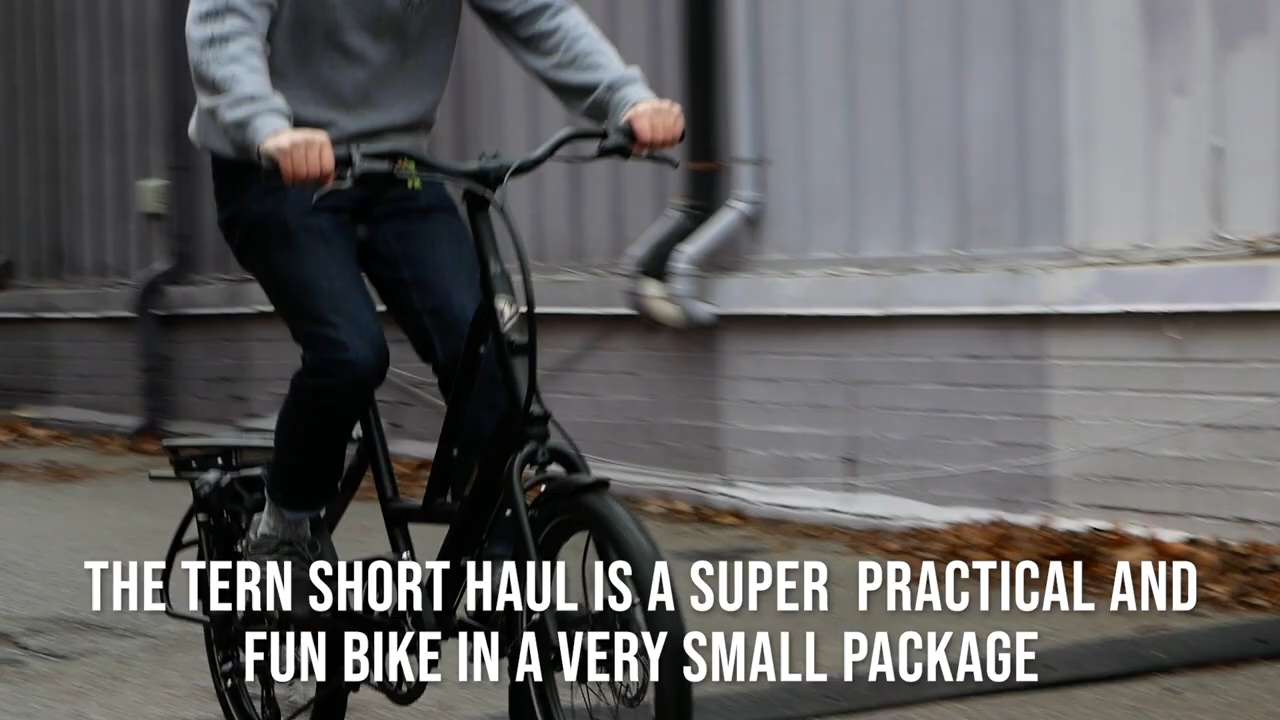 THE TERN SHORT HAUL IS A SUPER  PRACTICAL AND
FUN BIKE IN A VERY SMALL PACKAGE